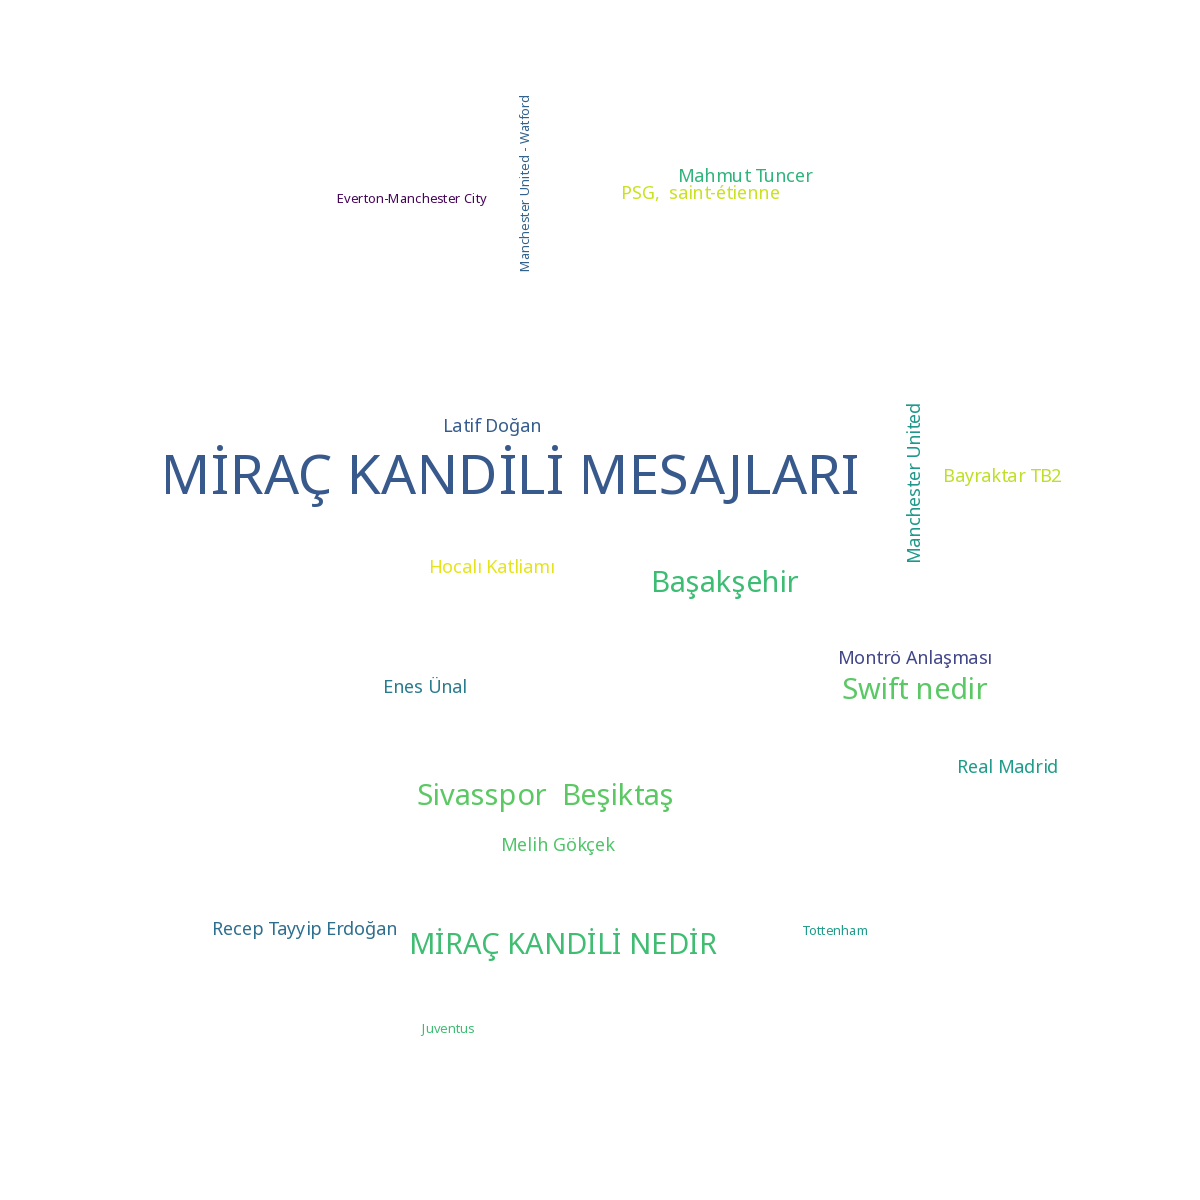 Manchester United - Watford
Mahmut Tuncer
PSG,  saint-étienne
Everton-Manchester City
Latif Doğan
MİRAÇ KANDİLİ MESAJLARI
Manchester United
Bayraktar TB2
Hocalı Katliamı
Başakşehir
Montrö Anlaşması
Enes Ünal
Swift nedir
Real Madrid
Sivasspor  Beşiktaş
Melih Gökçek
Recep Tayyip Erdoğan
MİRAÇ KANDİLİ NEDİR
Tottenham
Juventus